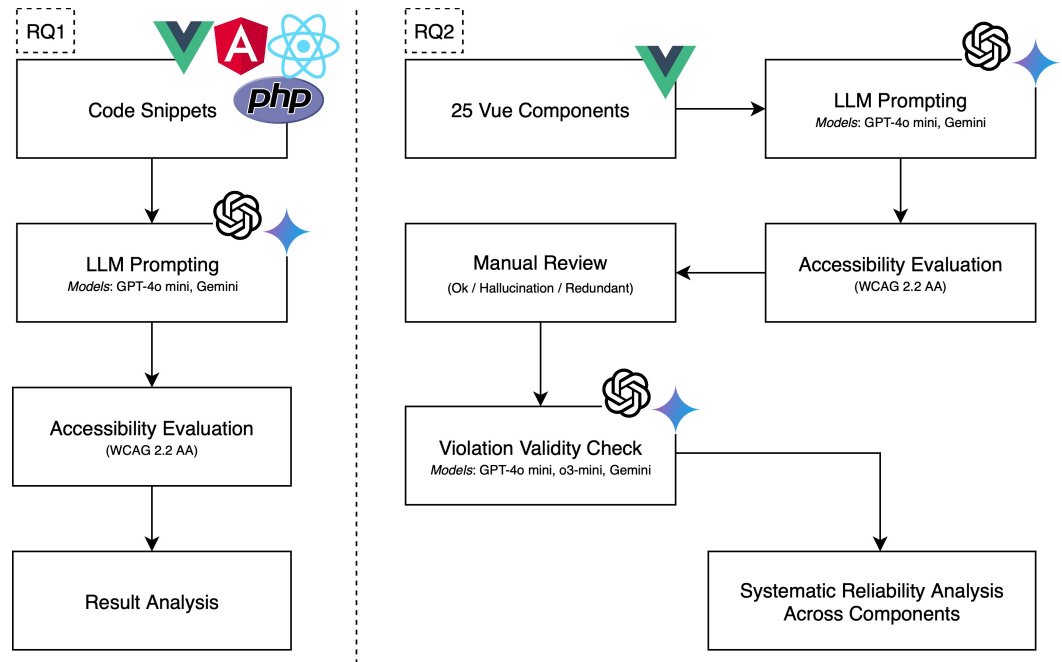 RQ1
A
php
Code Snippets
LLM Prompting
Models: GPT-4o mini, Gemini
Accessibility Evaluation
(WCAG 2.2 AA)
Result Analysis
RQ2
25 Vue Components
LLM Prompting
Models: GPT-4o mini, Gemini
Accessibility Evaluation
(WCAG 2.2 AA)
Manual Review
(Ok / Hallucination / Redundant)
Violation Validity Check
Models: GPT-4o mini, o3-mini, Gemini
Systematic Reliability Analysis
Across Components